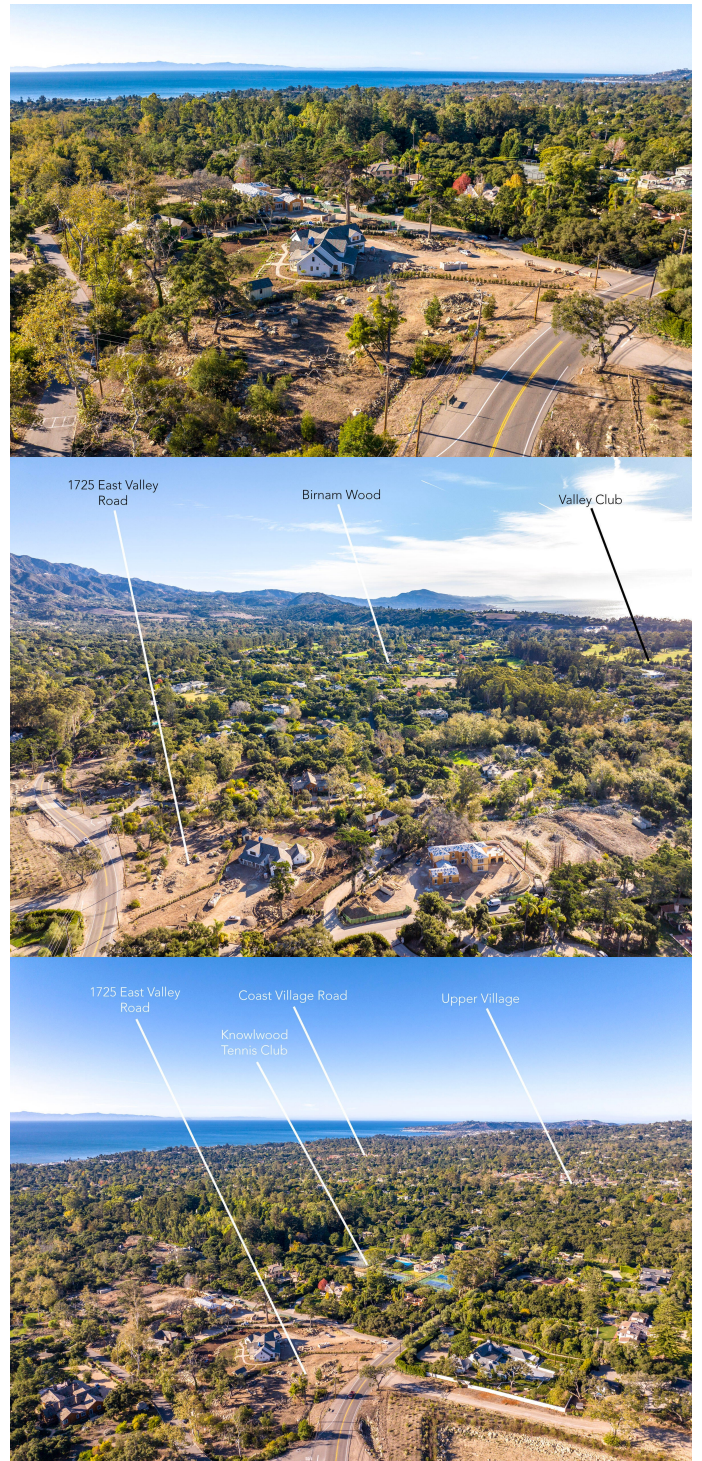 1725 East Valley
Road
Birnam Wood
Valley Club
1725 East Valley
Road
Coast Village Road
Upper Village
Knowlwood
Tennis Club